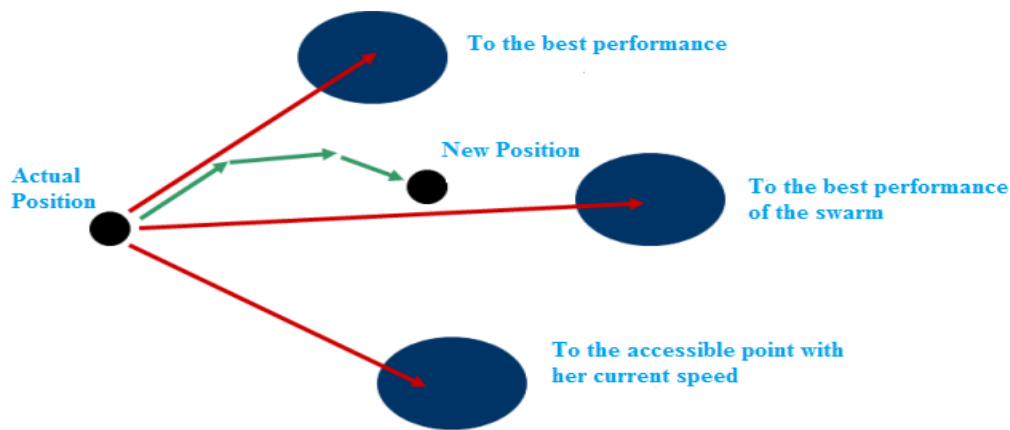 To the best performance
New Position
Actual
Position
To the best performance
of the swarm
To the accessible point with
her current speed